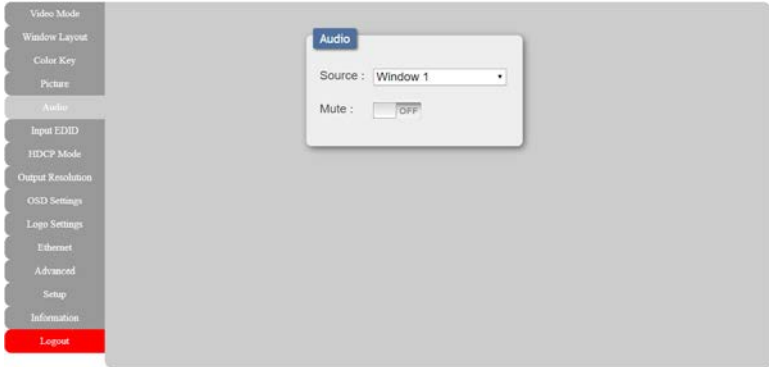 Video Mode
Window Layout
Color Key
Picture
Audio
Input EDID
HDCP Mode
Output Resolution
OSD Settings
Logo Settings
Ethernet
Advanced
Setup
Information
Logout
Audio
Source : Window 1
Mute : OFF